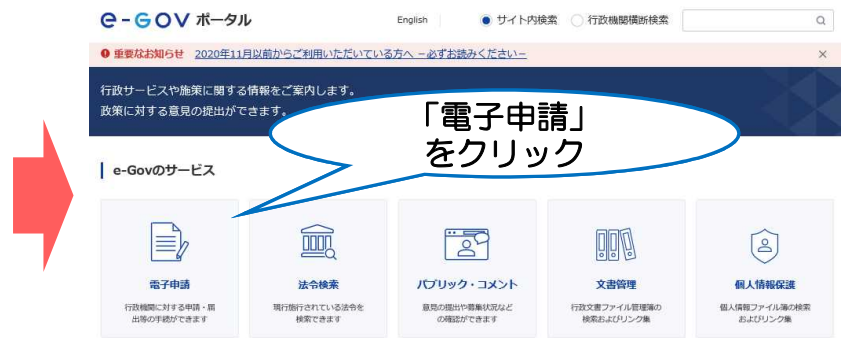 e-GOV ポータル
English
サイト内検索
行政機関横断検索
重要なお知らせ 2020年11月以前からご利用いただいている方へ －必ずお読みください－
行政サービスや施策に関する情報をご案内します。
政策に対する意見の提出ができます。
「電子申請」
をクリック
e-Govのサービス
電子申請
行政機関に対する申請・届
出等の手続ができます
法令検索
現行施行されている法令を
検索できます
パブリック・コメント
意見の提出や募集状況など
の確認ができます
文書管理
行政文書ファイル管理簿の
検索およびリンク集
個人情報保護
個人情報ファイル簿の検索
およびリンク集